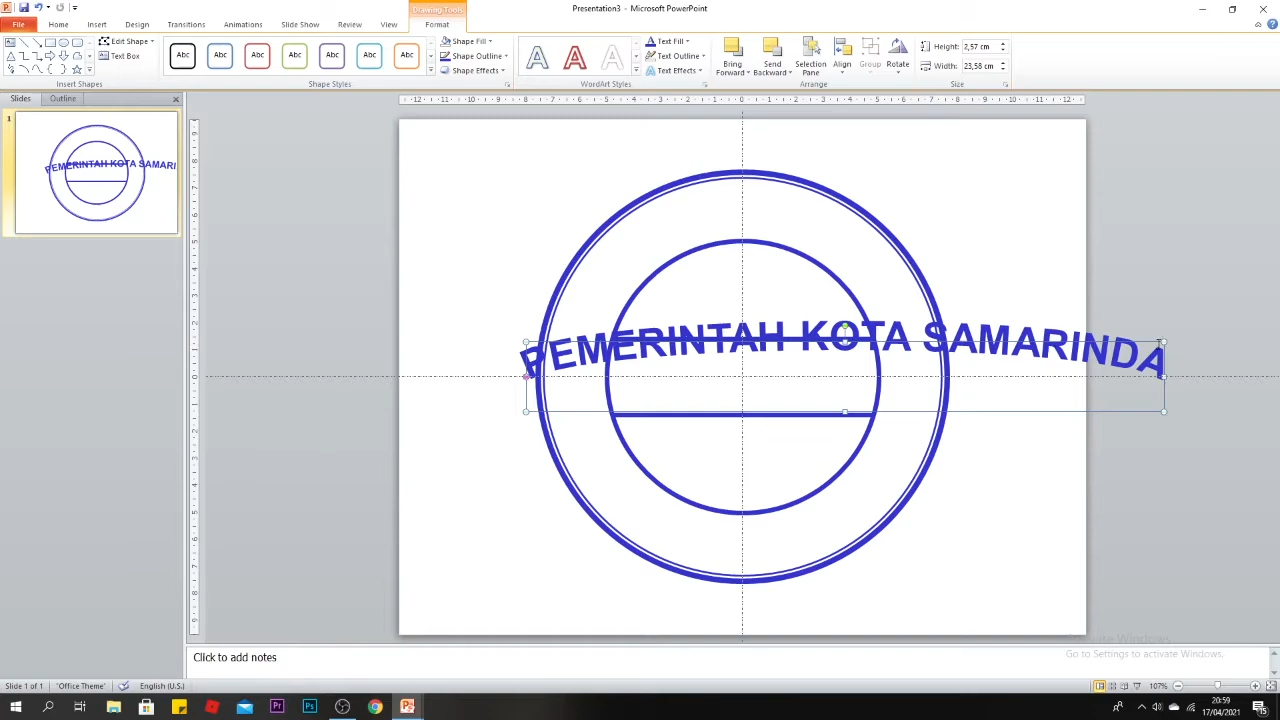 Presentation3 - Microsoft PowerPoint
Drawing Tools
File Home Insert Design Transitions Animations Slide Show Review View Format
Edit Shape
Text Box
Insert Shapes
Abc Abc Abc Abc Abc Abc Abc
Shape Fill
Shape Outline
Shape Effects
Shape Styles
A A A
Text Fill
Text Outline
Text Effects
WordArt Styles
Bring Forward
Send Backward
Selection Pane
Align
Group
Rotate
Arrange
Height: 2,57 cm
Width: 23,58 cm
Size
Slides Outline
1
PEMERINTAH KOTA SAMARI
PEMERINTAH KOTA SAMARINDA
Go to Settings to activate Windows.
Click to add notes
Slide 1 of 1 "Office Theme" English (U.S.) 107%
20:59
17/04/2021
15